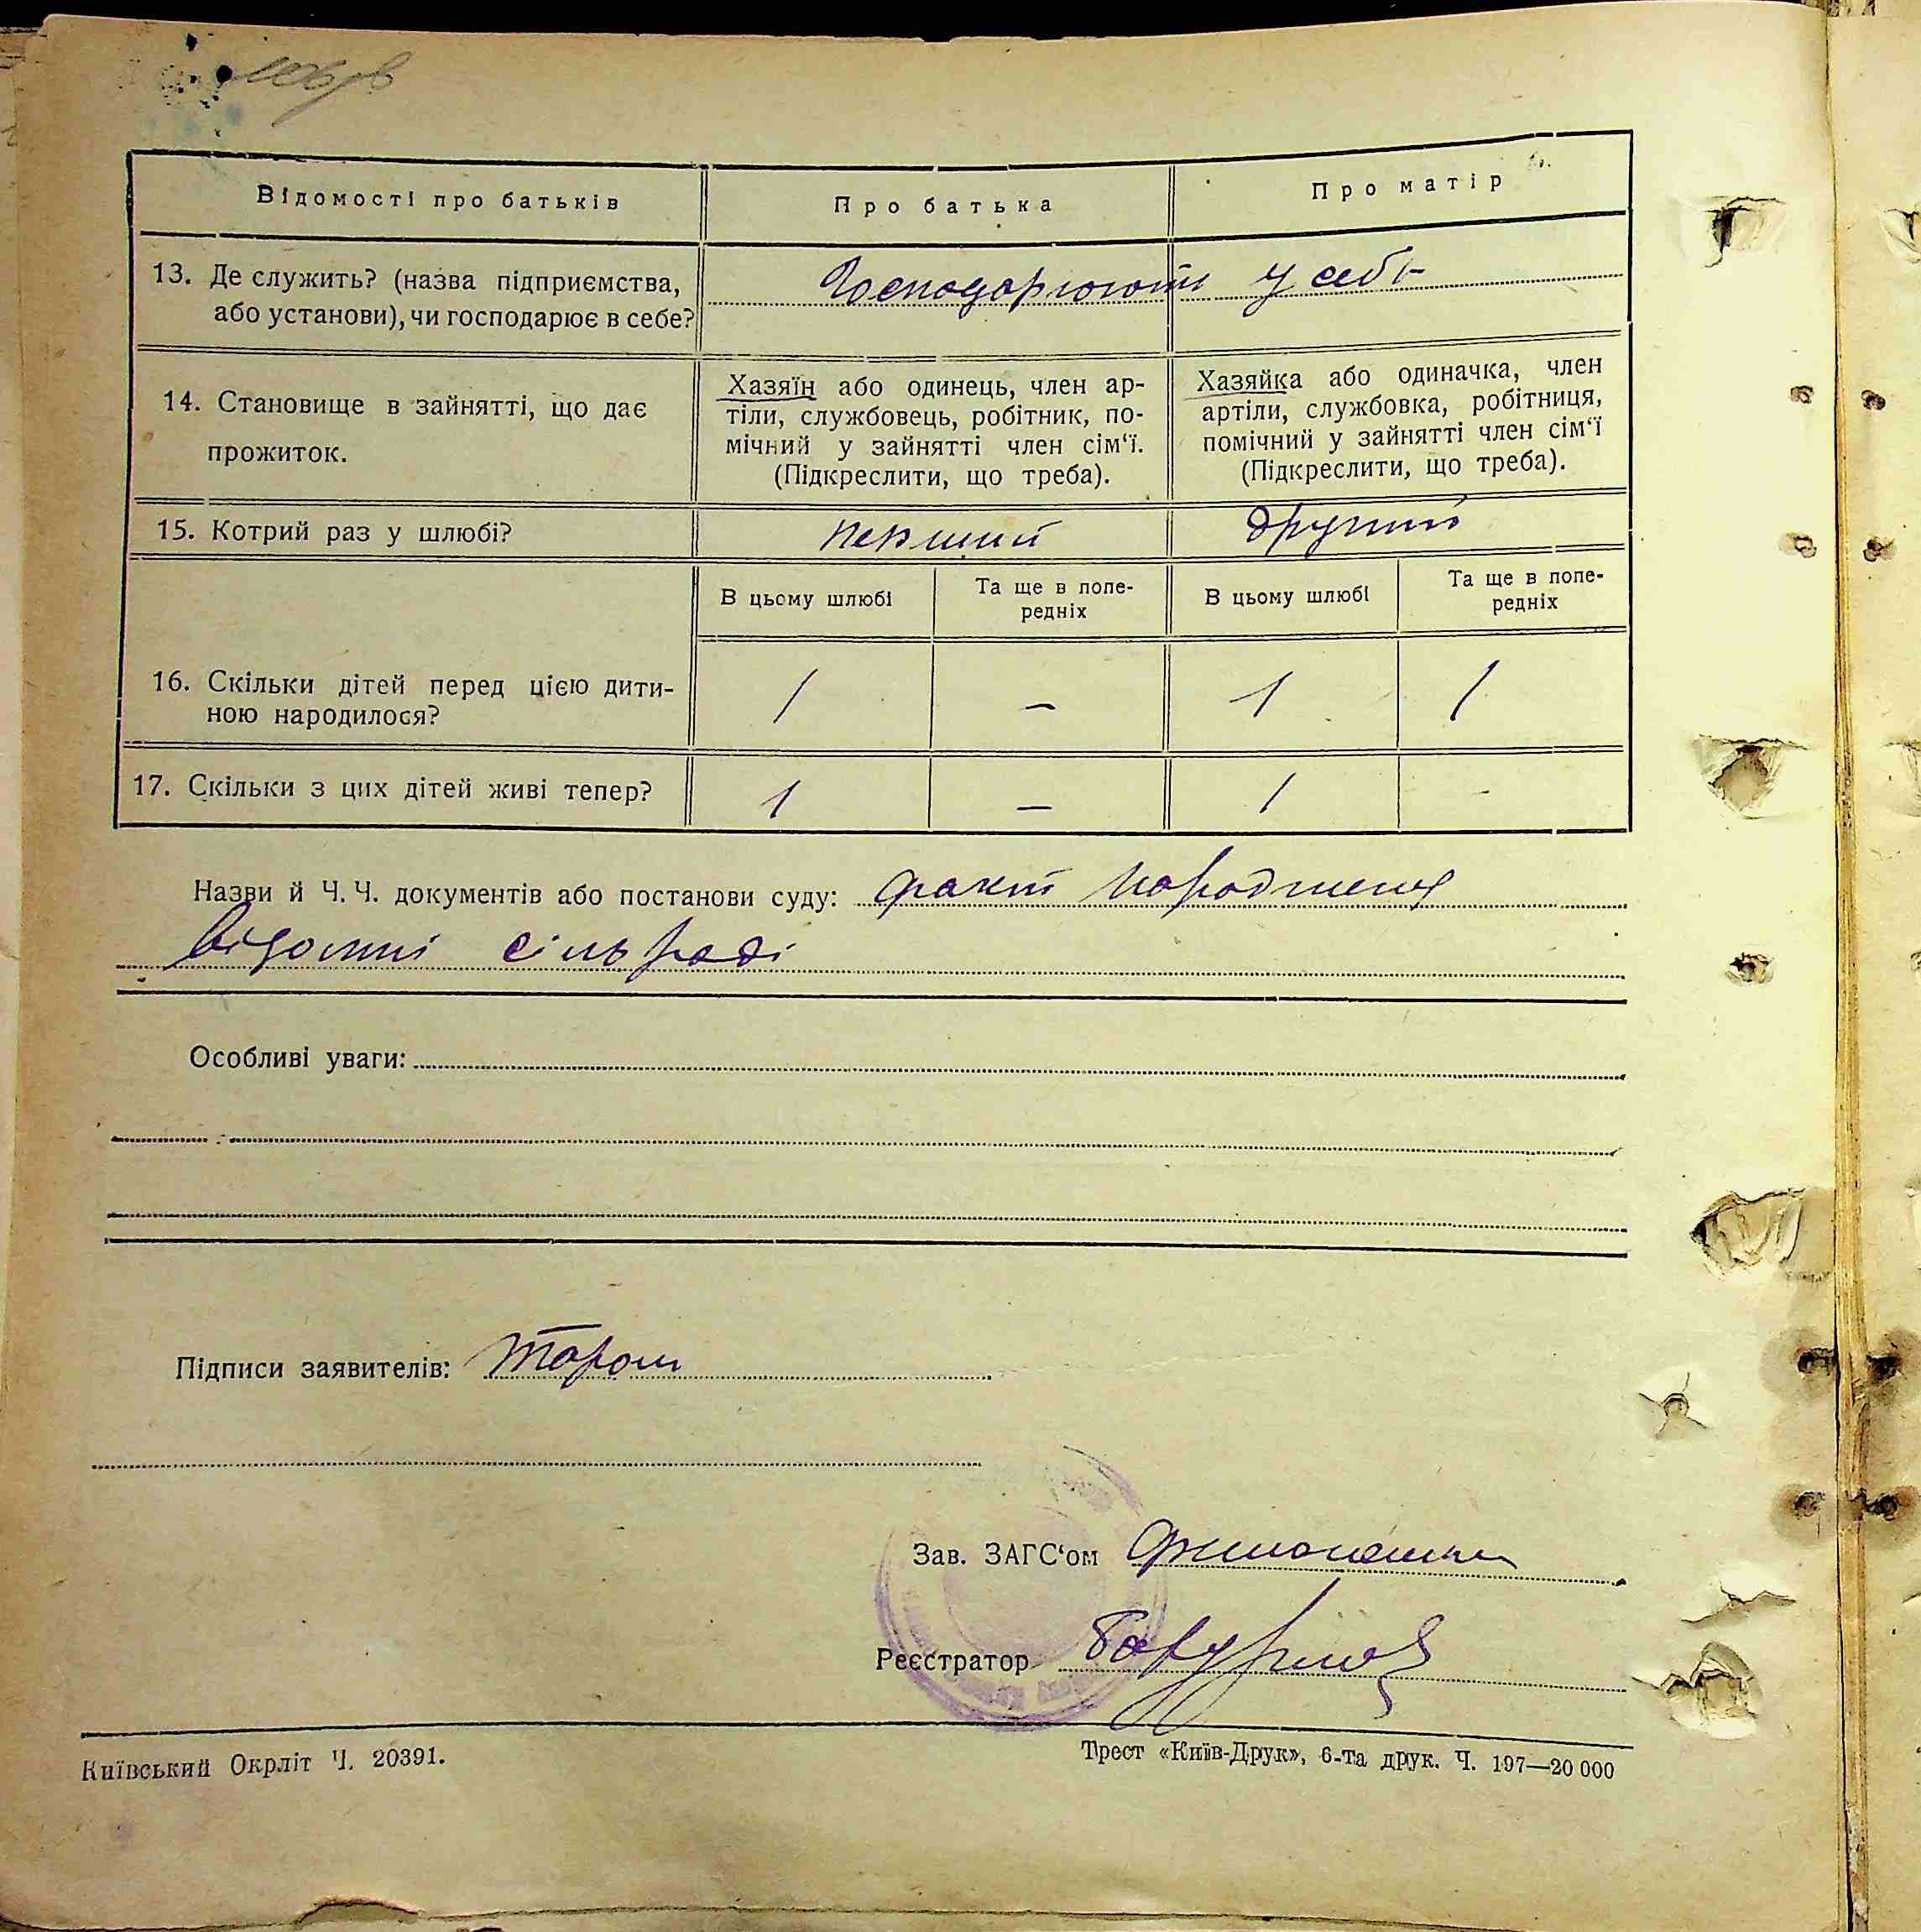 Відомості про батьків
Про батька
Про матір
13. Де служить? (назва підприємства,
або установи), чи господарює в себе?
Господарюють у себе
14. Становище в зайнятті, що дає
прожиток.
Хазяїн або одинець, член ар-
тіли, службовець, робітник, по-
мічний у зайнятті член сім‘ї.
(Підкреслити, що треба).
Хазяйка або одиначка, член
артіли, службовка, робітниця,
помічний у зайнятті член сім‘ї
(Підкреслити, що треба).
15. Котрий раз у шлюбі?
перший
другий
В цьому шлюбі
Та ще в попе-
редніх
В цьому шлюбі
Та ще в попе-
редніх
16. Скільки дітей перед цією дити-
ною народилося?
1 – 1 1
17. Скільки з цих дітей живі тепер?
1 – 1 -
Назви й Ч. Ч. документів або постанови суду: факт народження
відомий сільраді
Особливі уваги:
Підписи заявителів:
Зав. ЗАГС‘ом
Реєстратор
Київський Окрліт Ч. 20391.
Трест «Київ-Друк», 6-та друк. Ч. 197—20 000